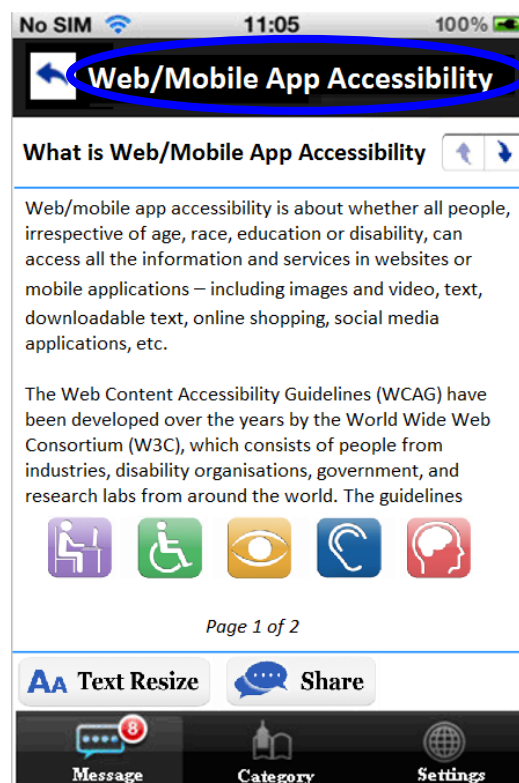 No SIM 11:05 100%
Web/Mobile App Accessibility
What is Web/Mobile App Accessibility
Web/mobile app accessibility is about whether all people,
irrespective of age, race, education or disability, can
access all the information and services in websites or
mobile applications – including images and video, text,
downloadable text, online shopping, social media
applications, etc.
The Web Content Accessibility Guidelines (WCAG) have
been developed over the years by the World Wide Web
Consortium (W3C), which consists of people from
industries, disability organisations, government, and
research labs from around the world. The guidelines
Page 1 of 2
AA Text Resize Share
8
Message Category Settings